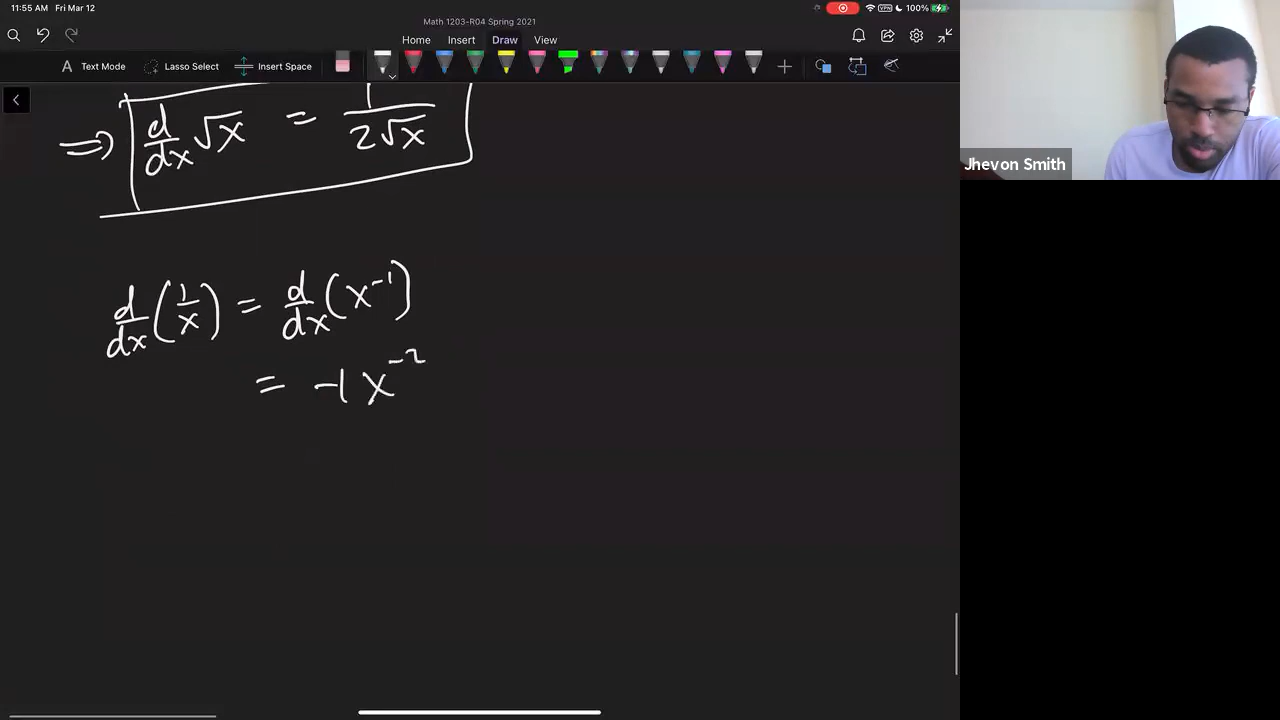 11:55 AM Fri Mar 12 VPN 100%
Math 1203-R04 Spring 2021
Home Insert Draw View
A Text Mode Lasso Select Insert Space
⇒ d/dx √x = 1/(2√x)
d/dx (1/x) = d/dx (x⁻¹)
= -1 x⁻²
Jhevon Smith